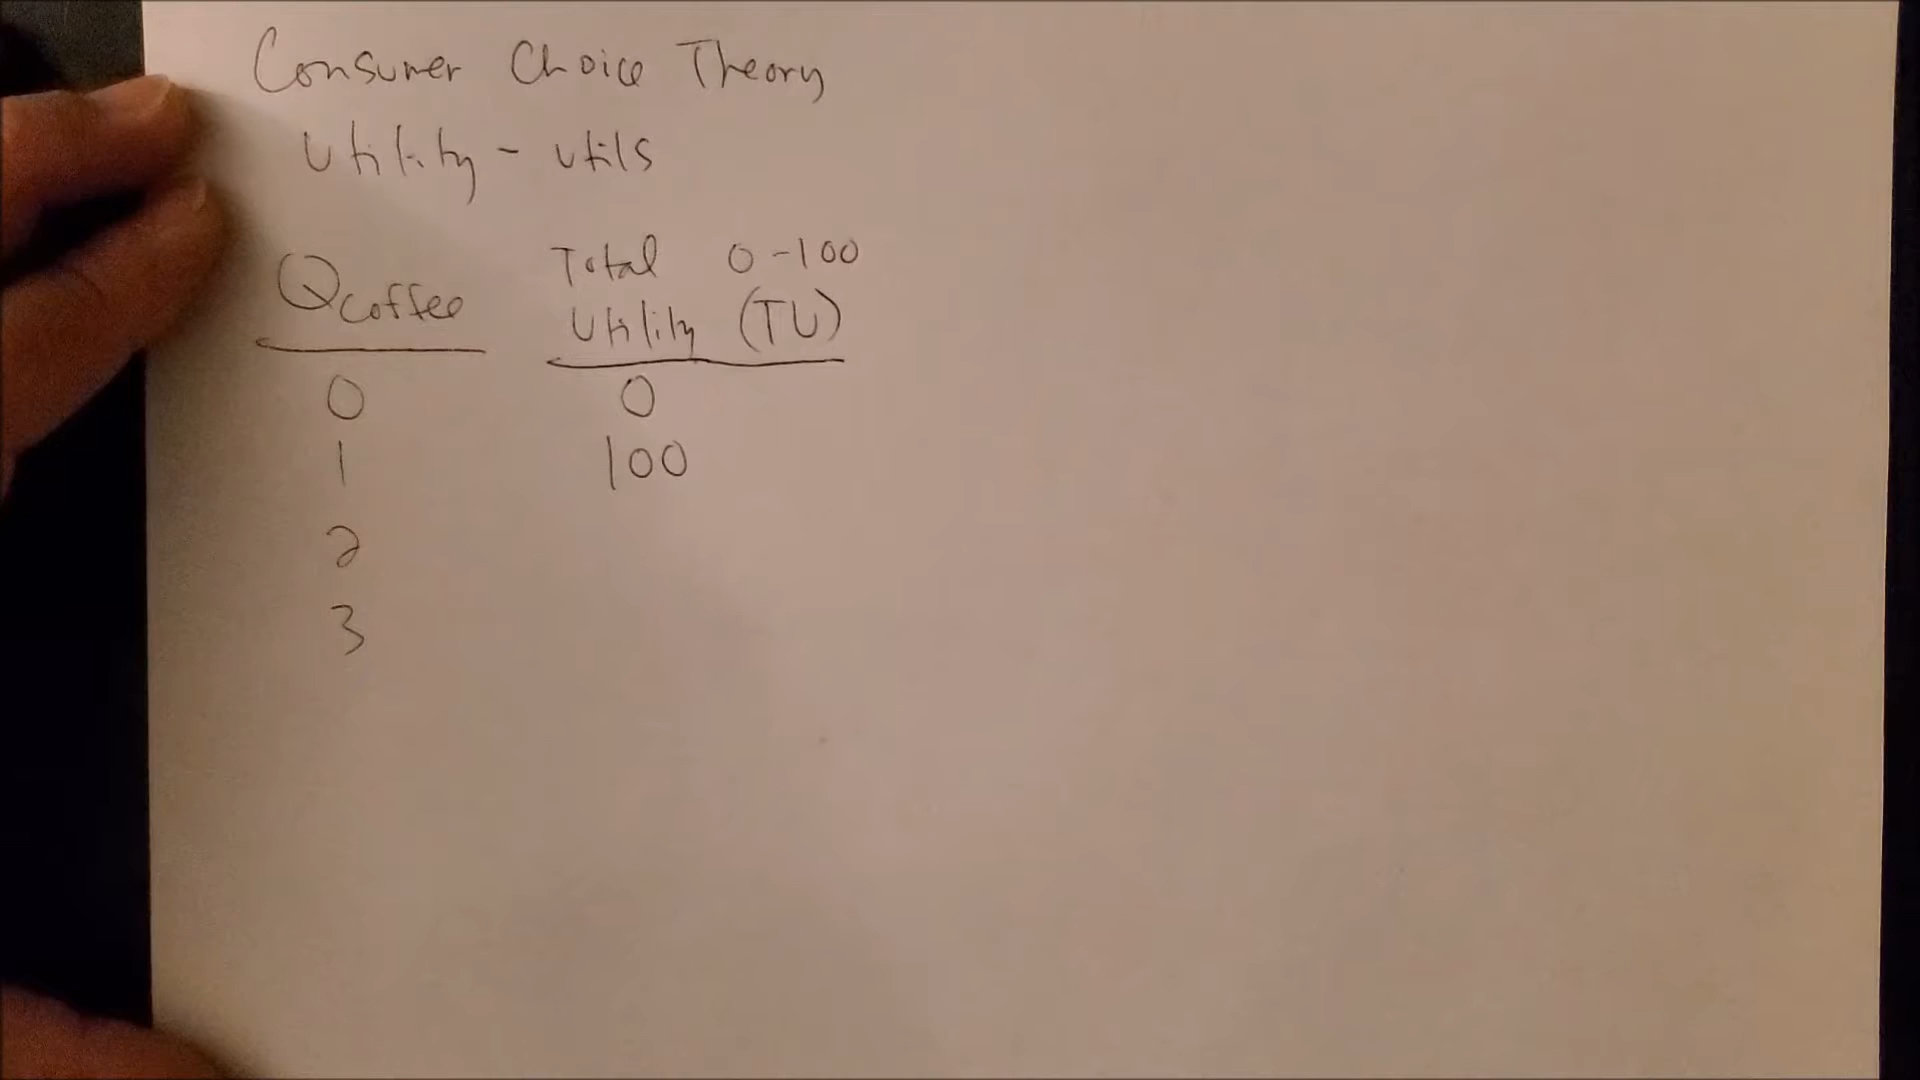 Consumer Choice Theory
Utility - utils
Qcoffee
Total 0-100
Utility (TU)
0 0
1 100
2
3